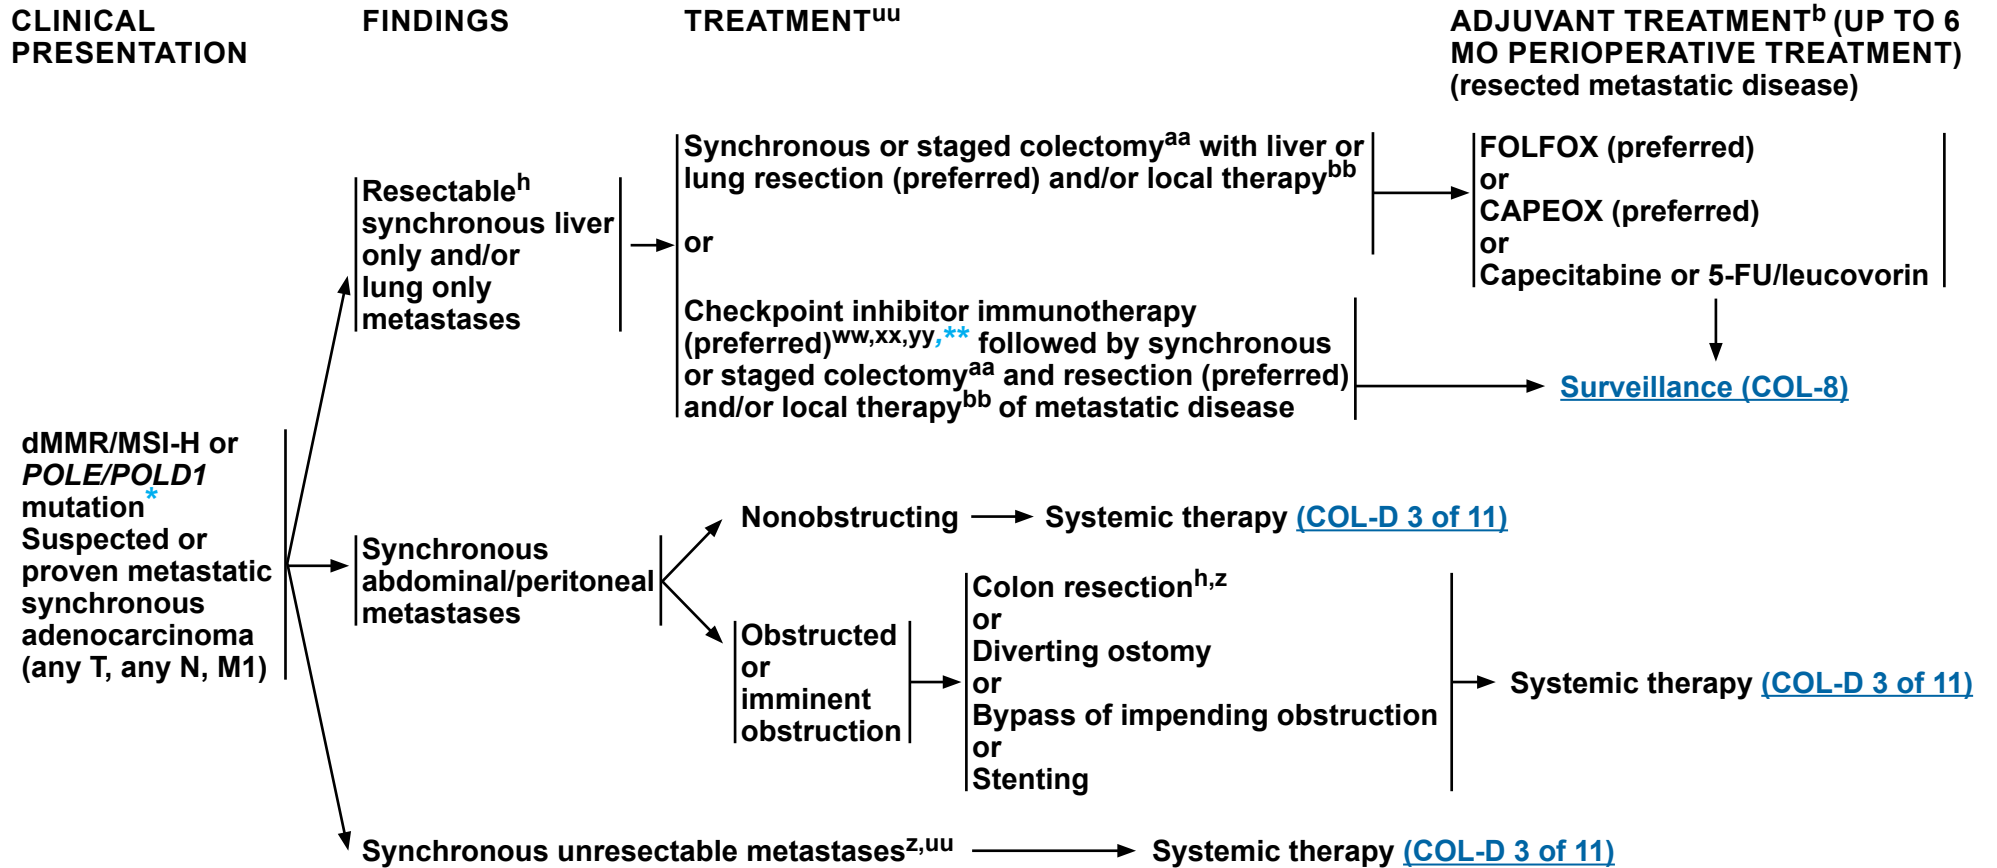 CLINICAL
PRESENTATION
FINDINGS
TREATMENTuu
ADJUVANT TREATMENTb (UP TO 6
MO PERIOPERATIVE TREATMENT)
(resected metastatic disease)
dMMR/MSI-H or
POLE/POLD1
mutation*
Suspected or
proven metastatic
synchronous
adenocarcinoma
(any T, any N, M1)
Resectableh
synchronous liver
only and/or
lung only
metastases
Synchronous or staged colectomyaa with liver or
lung resection (preferred) and/or local therapybb
or
Checkpoint inhibitor immunotherapy
(preferred)ww,xx,yy,** followed by synchronous
or staged colectomyaa and resection (preferred)
and/or local therapybb of metastatic disease
FOLFOX (preferred)
or
CAPEOX (preferred)
or
Capecitabine or 5-FU/leucovorin
Surveillance (COL-8)
Synchronous
abdominal/peritoneal
metastases
Nonobstructing
Systemic therapy (COL-D 3 of 11)
Obstructed
or
imminent
obstruction
Colon resectionh,z
or
Diverting ostomy
or
Bypass of impending obstruction
or
Stenting
Systemic therapy (COL-D 3 of 11)
Synchronous unresectable metastasesz,uu
Systemic therapy (COL-D 3 of 11)